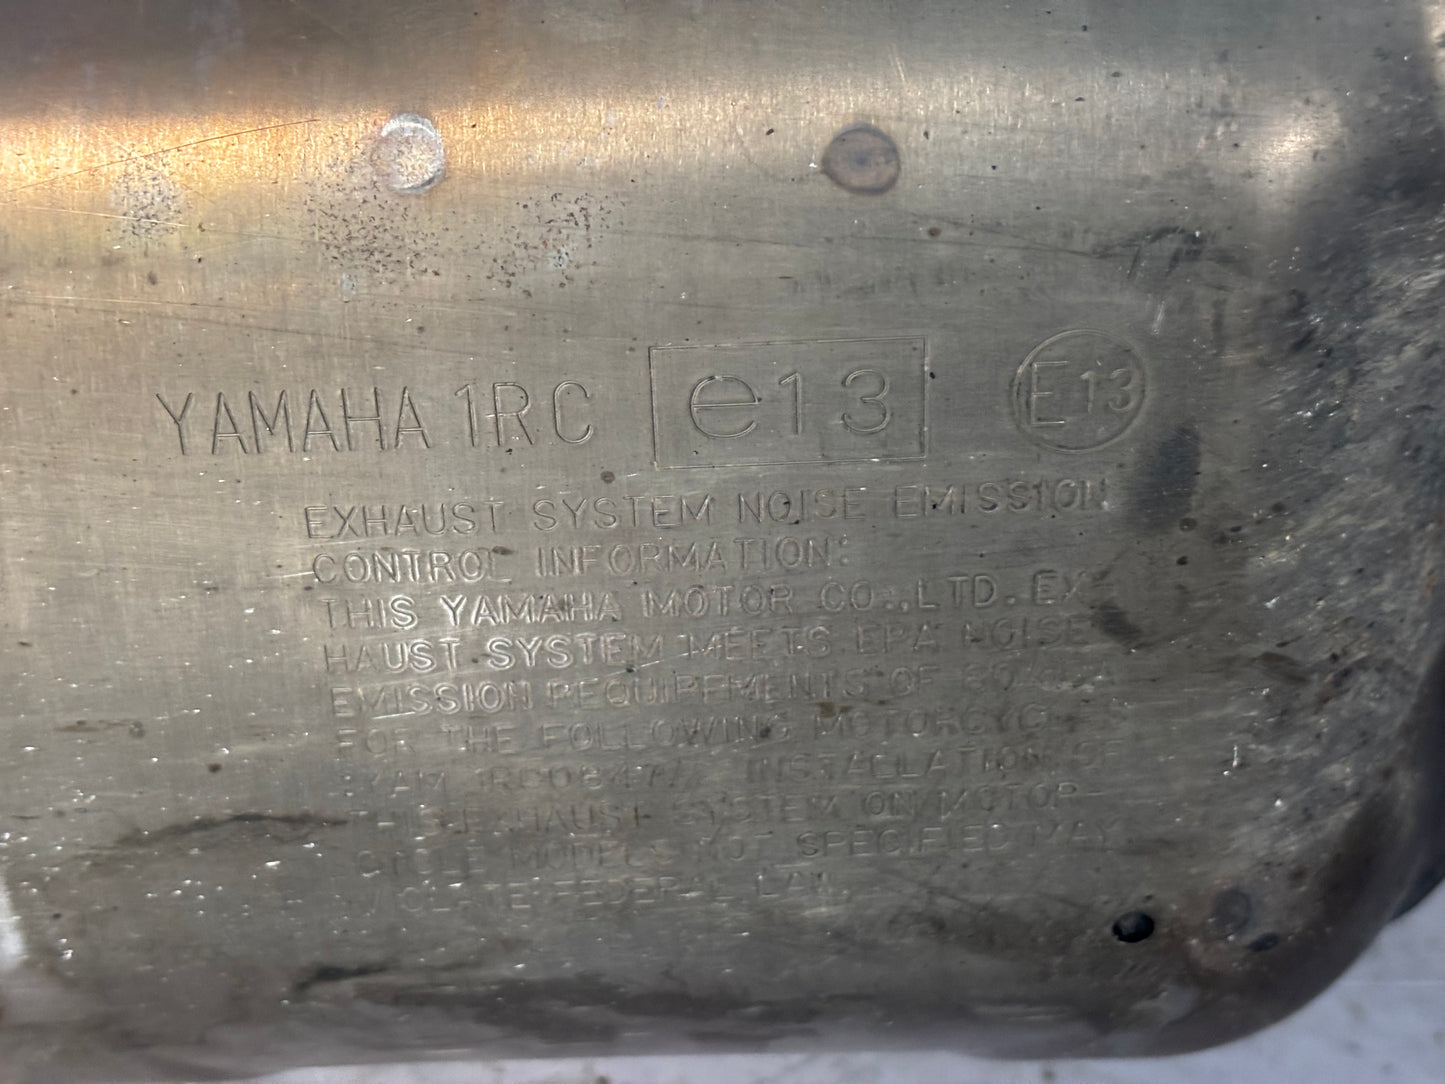 YAMAHA 1RC e13 E13
EXHAUST SYSTEM NOISE EMISSION
CONTROL INFORMATION:
THIS YAMAHA MOTOR CO.,LTD. EX-
HAUST SYSTEM MEETS EPA NOISE
EMISSION REQUIREMENTS OF
FOR THE FOLLOWING MOTORCYCLES
INSTALLATION OF
THIS EXHAUST SYSTEM ON MOTOR-
CYCLE MODELS NOT SPECIFIED MAY
VIOLATE FEDERAL LAW.